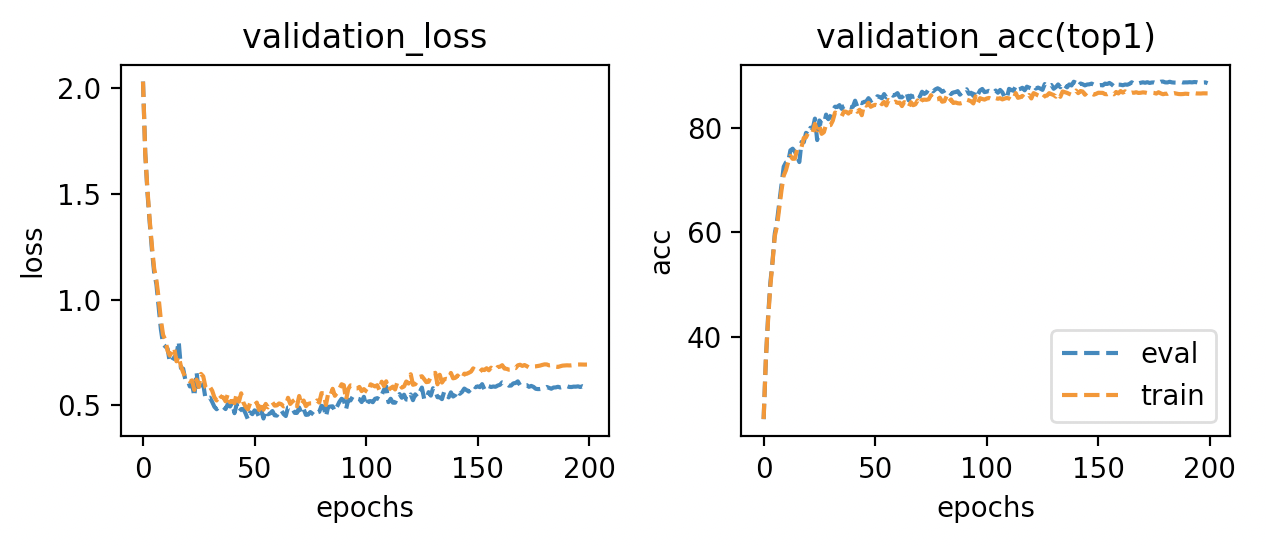 validation_loss
2.0
1.5
1.0
0.5
loss
0 50 100 150 200
epochs
validation_acc(top1)
80
60
40
acc
eval
train
0 50 100 150 200
epochs